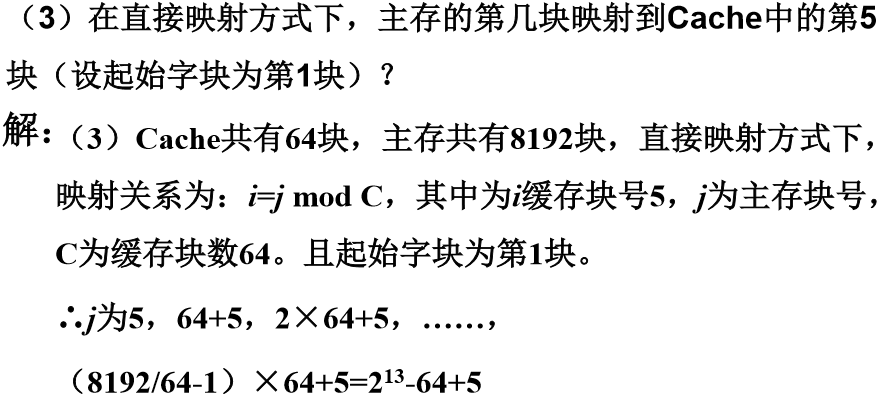 （3）在直接映射方式下，主存的第几块映射到Cache中的第5
块（设起始字块为第1块）？
解：（3）Cache共有64块，主存共有8192块，直接映射方式下，
映射关系为：i=j mod C，其中为i缓存块号5，j为主存块号，
C为缓存块数64。且起始字块为第1块。
∴j为5，64+5，2×64+5，……，
（8192/64-1）×64+5=2¹³-64+5